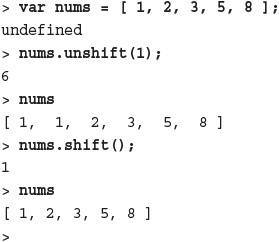 > var nums = [ 1, 2, 3, 5, 8 ];
undefined
> nums.unshift(1);
6
> nums
[ 1, 1, 2, 3, 5, 8 ]
> nums.shift();
1
> nums
[ 1, 2, 3, 5, 8 ]
>